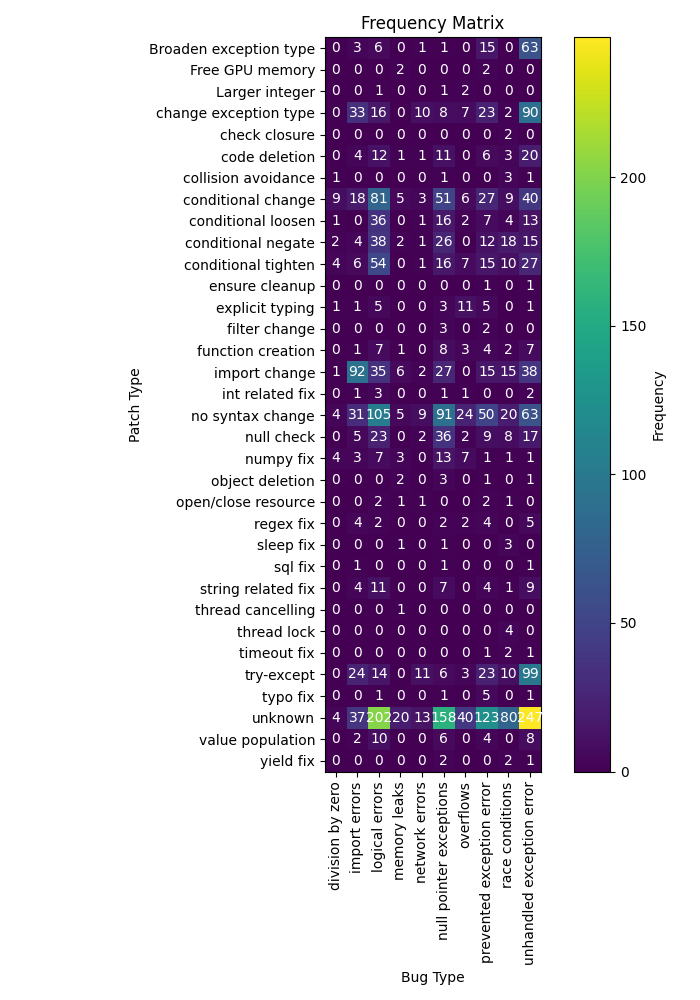 Frequency Matrix
Broaden exception type 0 3 6 0 1 1 0 15 0 63
Free GPU memory 0 0 0 2 0 0 0 2 0 0
Larger integer 0 0 1 0 0 1 2 0 0 0
change exception type 0 33 16 0 10 8 7 23 2 90
check closure 0 0 0 0 0 0 0 0 2 0
code deletion 0 4 12 1 1 11 0 6 3 20
collision avoidance 1 0 0 0 0 1 0 0 3 1
conditional change 9 18 81 5 3 51 6 27 9 40
conditional loosen 1 0 36 0 1 16 2 7 4 13
conditional negate 2 4 38 2 1 26 0 12 18 15
conditional tighten 4 6 54 0 1 16 7 15 10 27
ensure cleanup 0 0 0 0 0 0 0 1 0 1
explicit typing 1 1 5 0 0 3 11 5 0 1
filter change 0 0 0 0 0 3 0 2 0 0
function creation 0 1 7 1 0 8 3 4 2 7
import change 1 92 35 6 2 27 0 15 15 38
int related fix 0 1 3 0 0 1 1 0 0 2
no syntax change 4 31 105 5 9 91 24 50 20 63
null check 0 5 23 0 2 36 2 9 8 17
numpy fix 4 3 7 3 0 13 7 1 1 1
object deletion 0 0 0 2 0 3 0 1 0 1
open/close resource 0 0 2 1 1 0 0 2 1 0
regex fix 0 4 2 0 0 2 2 4 0 5
sleep fix 0 0 0 1 0 1 0 0 3 0
sql fix 0 1 0 0 0 1 0 0 0 1
string related fix 0 4 11 0 0 7 0 4 1 9
thread cancelling 0 0 0 1 0 0 0 0 0 0
thread lock 0 0 0 0 0 0 0 0 4 0
timeout fix 0 0 0 0 0 0 0 1 2 1
try-except 0 24 14 0 11 6 3 23 10 99
typo fix 0 0 1 0 0 1 0 5 0 1
unknown 4 37 202 20 13 158 40 123 80 247
value population 0 2 10 0 0 6 0 4 0 8
yield fix 0 0 0 0 0 2 0 0 2 1
Patch Type
division by zero
import errors
logical errors
memory leaks
network errors
null pointer exceptions
overflows
prevented exception error
race conditions
unhandled exception error
Bug Type
200
150
100
50
0
Frequency